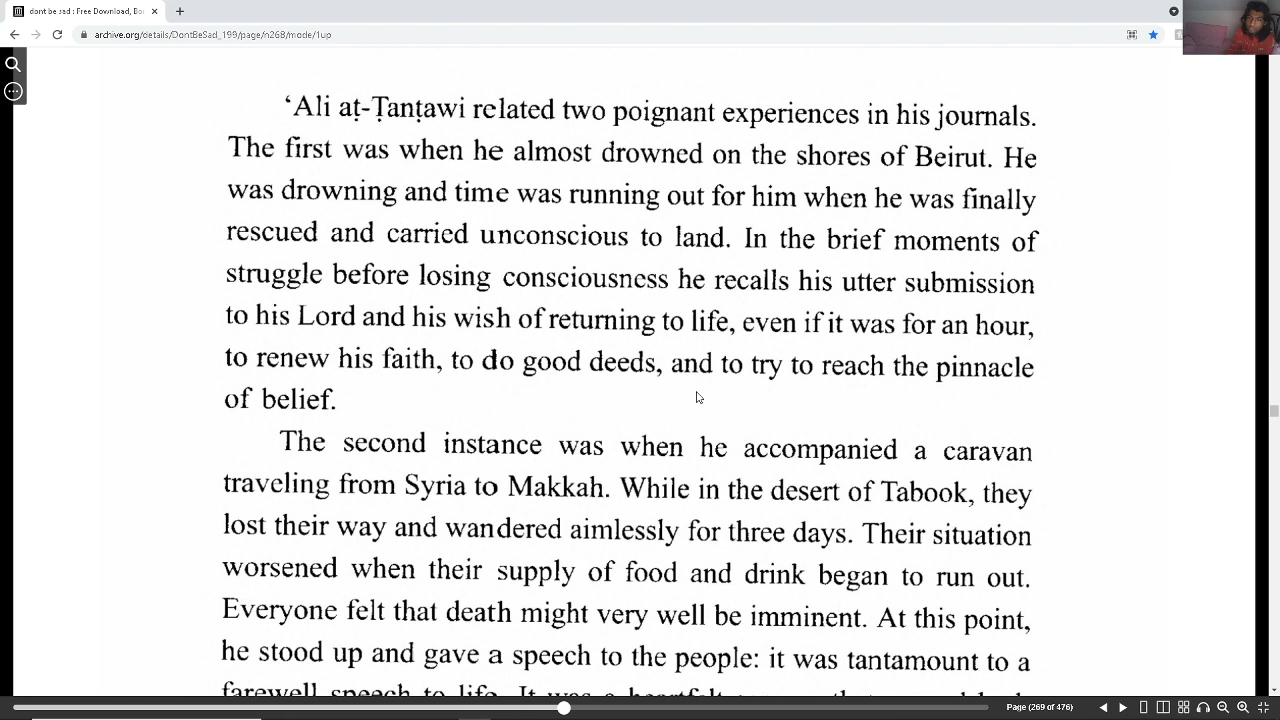 dont be sad : Free Download, Bo
archive.org/details/DontBeSad_199/page/n268/mode/1up
‘Ali aṭ-Ṭanṭawi related two poignant experiences in his journals.
The first was when he almost drowned on the shores of Beirut. He
was drowning and time was running out for him when he was finally
rescued and carried unconscious to land. In the brief moments of
struggle before losing consciousness he recalls his utter submission
to his Lord and his wish of returning to life, even if it was for an hour,
to renew his faith, to do good deeds, and to try to reach the pinnacle
of belief.
The second instance was when he accompanied a caravan
traveling from Syria to Makkah. While in the desert of Tabook, they
lost their way and wandered aimlessly for three days. Their situation
worsened when their supply of food and drink began to run out.
Everyone felt that death might very well be imminent. At this point,
he stood up and gave a speech to the people: it was tantamount to a
farewell speech to life. It was a heartfelt
Page (269 of 476)